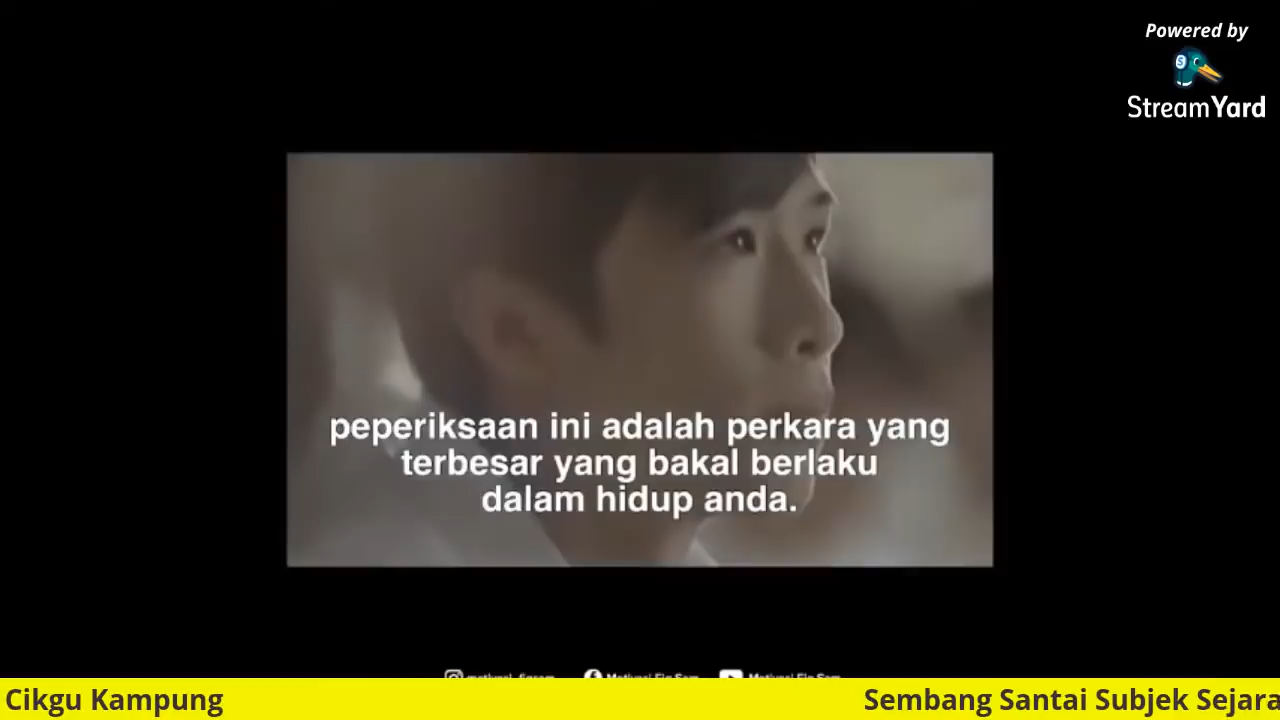 Powered by
StreamYard
peperiksaan ini adalah perkara yang
terbesar yang bakal berlaku
dalam hidup anda.
Cikgu Kampung
Sembang Santai Subjek Sejara